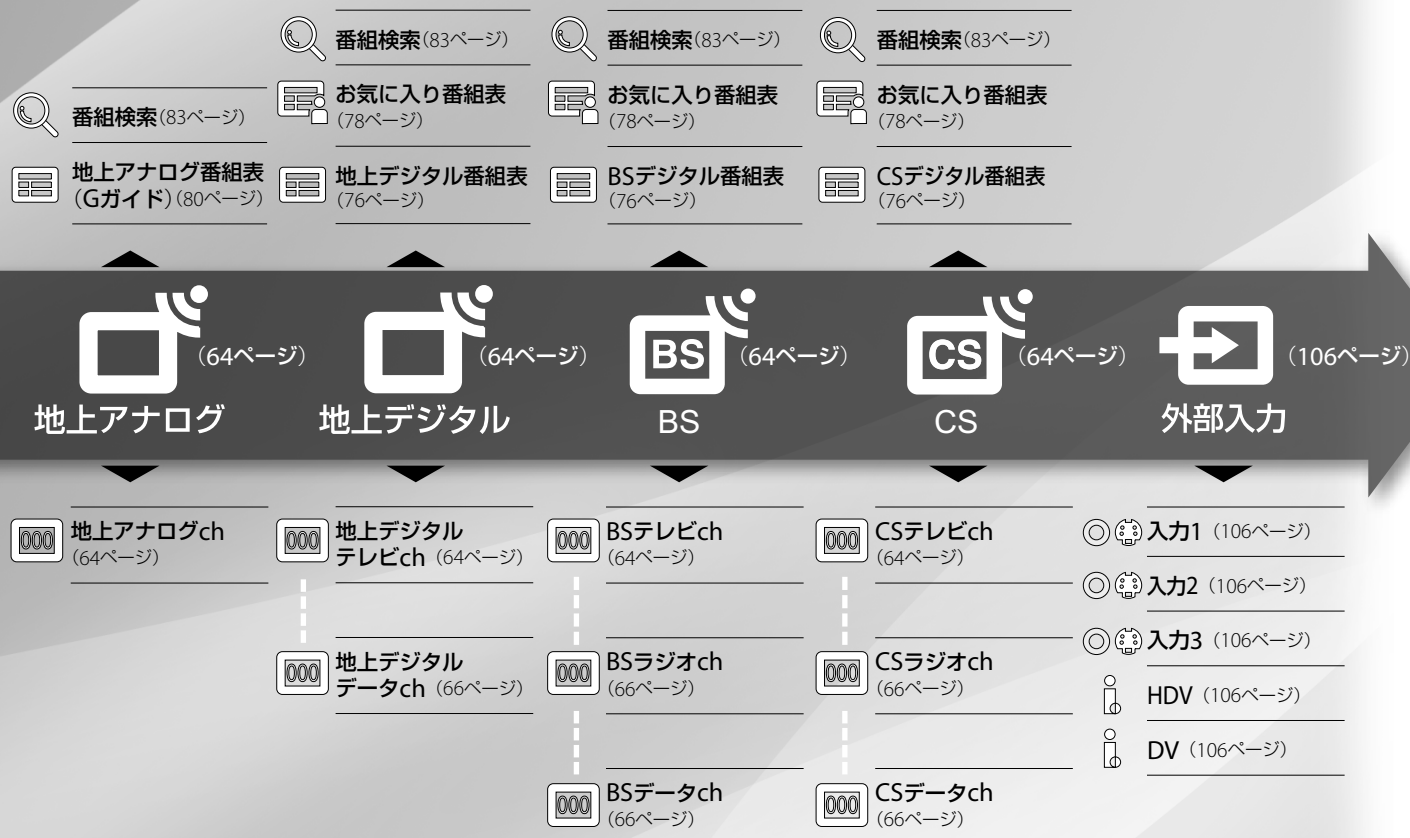 番組検索(83ページ)
番組検索(83ページ)
番組検索(83ページ)
お気に入り番組表
(78ページ)
お気に入り番組表
(78ページ)
お気に入り番組表
(78ページ)
番組検索(83ページ)
地上アナログ番組表
(Gガイド)(80ページ)
地上デジタル番組表
(76ページ)
BSデジタル番組表
(76ページ)
CSデジタル番組表
(76ページ)
(64ページ)
地上アナログ
(64ページ)
地上デジタル
BS
(64ページ)
BS
CS
(64ページ)
CS
(106ページ)
外部入力
000
地上アナログch
(64ページ)
000
地上デジタル
テレビch(64ページ)
000
地上デジタル
データch(66ページ)
000
BSテレビch
(64ページ)
000
BSラジオch
(66ページ)
000
BSデータch
(66ページ)
000
CSテレビch
(64ページ)
000
CSラジオch
(66ページ)
000
CSデータch
(66ページ)
入力1(106ページ)
入力2(106ページ)
入力3(106ページ)
HDV(106ページ)
DV(106ページ)